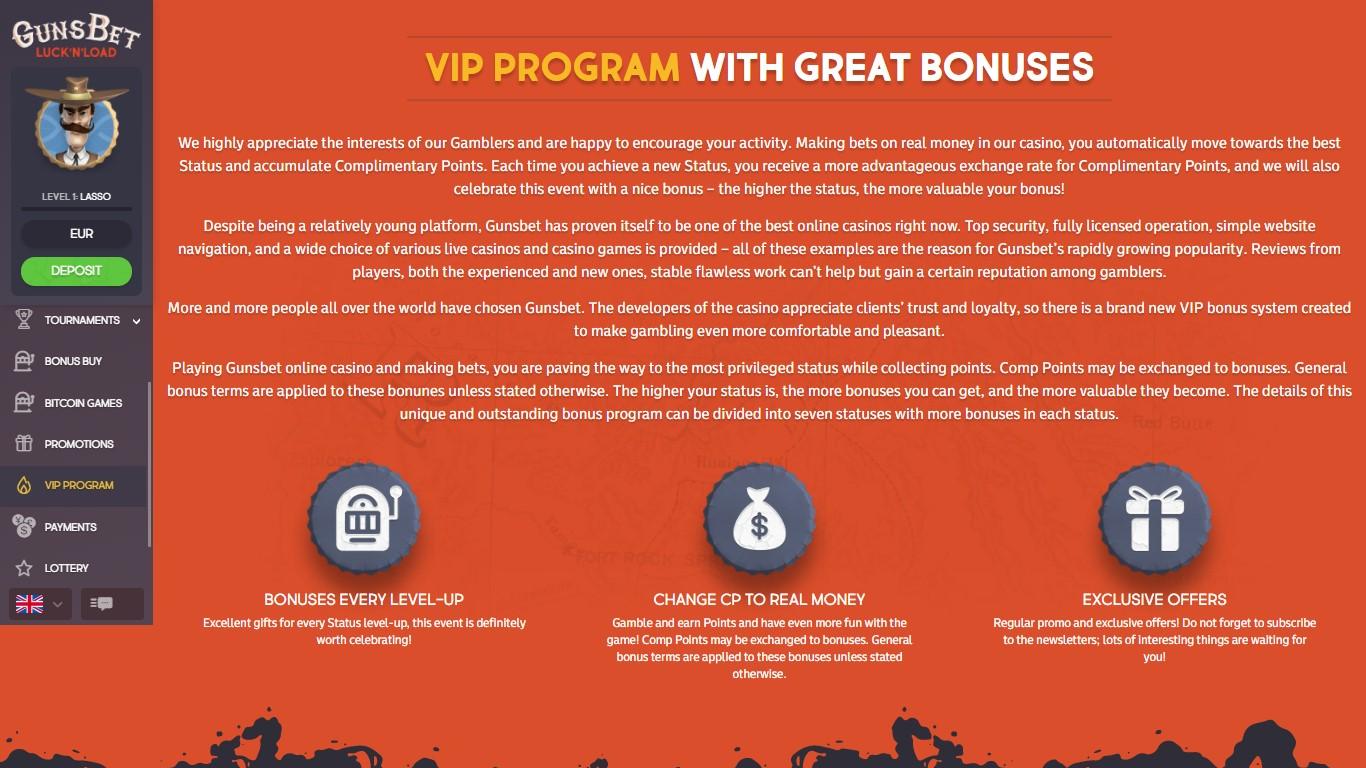 GUNSBET
LUCK'N'LOAD
LEVEL 1: LASSO
EUR
DEPOSIT
TOURNAMENTS
BONUS BUY
BITCOIN GAMES
PROMOTIONS
VIP PROGRAM
PAYMENTS
LOTTERY
VIP PROGRAM WITH GREAT BONUSES
We highly appreciate the interests of our Gamblers and are happy to encourage your activity. Making bets on real money in our casino, you automatically move towards the best
Status and accumulate Complimentary Points. Each time you achieve a new Status, you receive a more advantageous exchange rate for Complimentary Points, and we will also
celebrate this event with a nice bonus – the higher the status, the more valuable your bonus!
Despite being a relatively young platform, Gunsbet has proven itself to be one of the best online casinos right now. Top security, fully licensed operation, simple website
navigation, and a wide choice of various live casinos and casino games is provided – all of these examples are the reason for Gunsbet's rapidly growing popularity. Reviews from
players, both the experienced and new ones, stable flawless work can't help but gain a certain reputation among gamblers.
More and more people all over the world have chosen Gunsbet. The developers of the casino appreciate clients' trust and loyalty, so there is a brand new VIP bonus system created
to make gambling even more comfortable and pleasant.
Playing Gunsbet online casino and making bets, you are paving the way to the most privileged status while collecting points. Comp Points may be exchanged to bonuses. General
bonus terms are applied to these bonuses unless stated otherwise. The higher your status is, the more bonuses you can get, and the more valuable they become. The details of this
unique and outstanding bonus program can be divided into seven statuses with more bonuses in each status.
Red Butte
FORT ROCK
$
BONUSES EVERY LEVEL-UP
Excellent gifts for every Status level-up, this event is definitely
worth celebrating!
CHANGE CP TO REAL MONEY
Gamble and earn Points and have even more fun with the
game! Comp Points may be exchanged to bonuses. General
bonus terms are applied to these bonuses unless stated
otherwise.
EXCLUSIVE OFFERS
Regular promo and exclusive offers! Do not forget to subscribe
to the newsletters; lots of interesting things are waiting for
you!